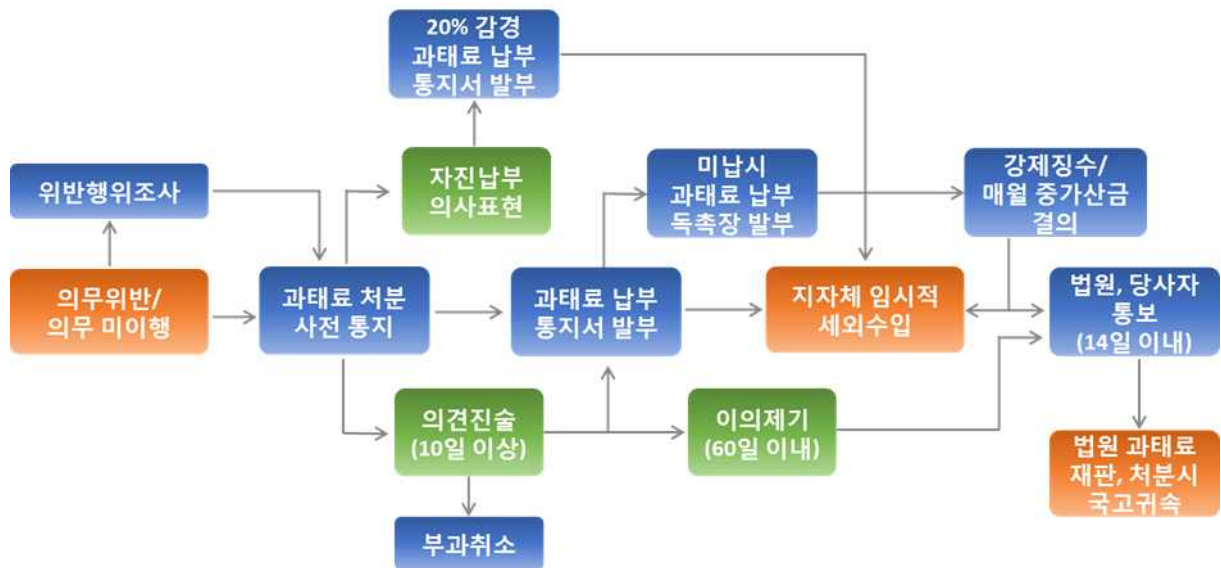 20% 감경
과태료 납부
통지서 발부
위반행위조사
자진납부
의사표현
미납시
과태료 납부
독촉장 발부
강제징수/
매월 중가산금
결의
의무위반/
의무 미이행
과태료 처분
사전 통지
과태료 납부
통지서 발부
지자체 임시적
세외수입
법원, 당사자
통보
(14일 이내)
의견진술
(10일 이상)
이의제기
(60일 이내)
법원 과태료
재판, 처분시
국고귀속
부과취소